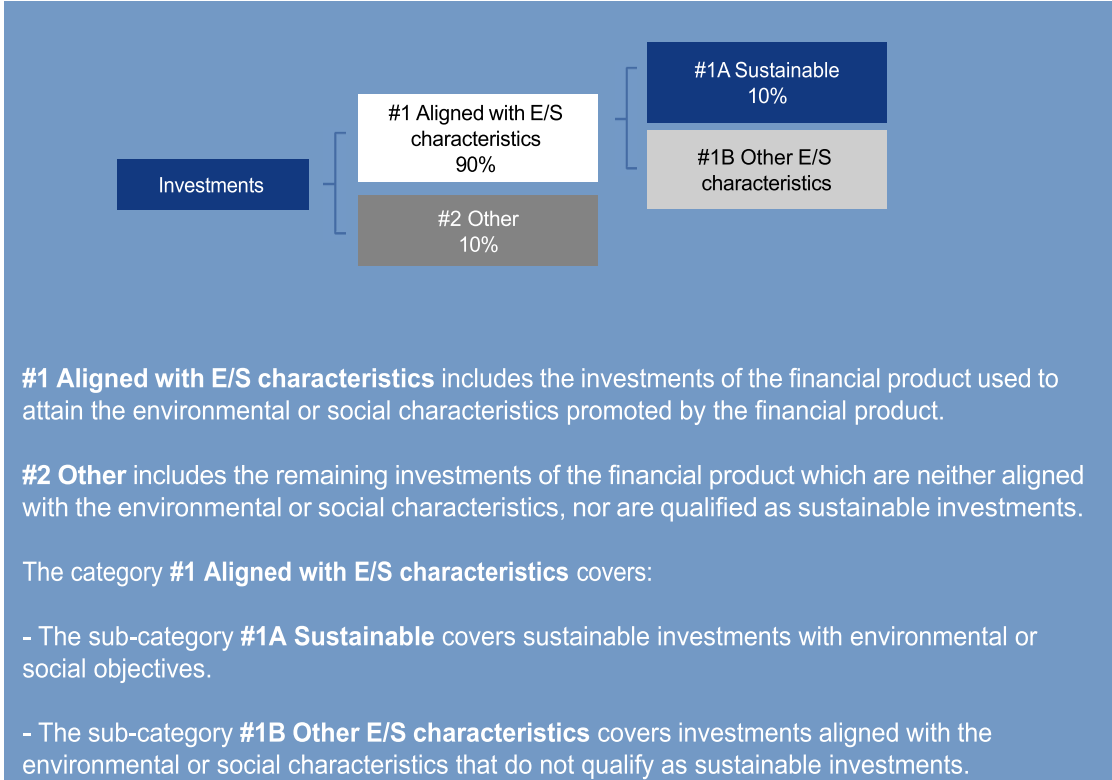 #1A Sustainable
10%
#1 Aligned with E/S
characteristics
90%
#1B Other E/S
characteristics
Investments
#2 Other
10%
#1 Aligned with E/S characteristics includes the investments of the financial product used to
attain the environmental or social characteristics promoted by the financial product.
#2 Other includes the remaining investments of the financial product which are neither aligned
with the environmental or social characteristics, nor are qualified as sustainable investments.
The category #1 Aligned with E/S characteristics covers:
- The sub-category #1A Sustainable covers sustainable investments with environmental or
social objectives.
- The sub-category #1B Other E/S characteristics covers investments aligned with the
environmental or social characteristics that do not qualify as sustainable investments.